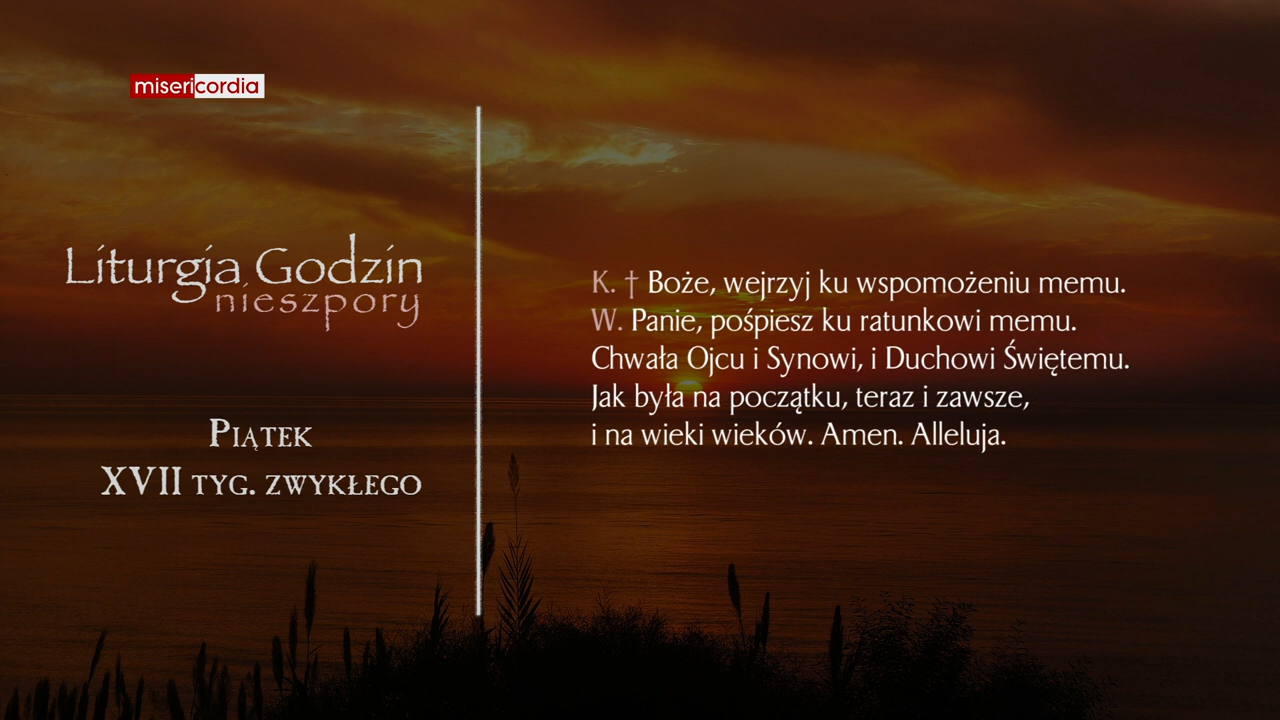 misericordia
Liturgia Godzin
nieszpory
Piątek
XVII tyg. zwykłego
K. † Boże, wejrzyj ku wspomożeniu memu.
W. Panie, pośpiesz ku ratunkowi memu.
Chwała Ojcu i Synowi, i Duchowi Świętemu.
Jak była na początku, teraz i zawsze,
i na wieki wieków. Amen. Alleluja.